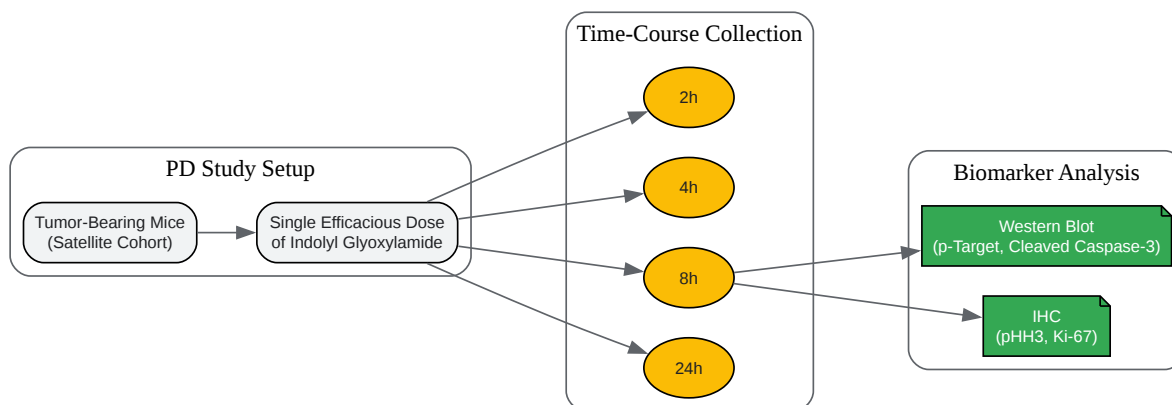 PD Study Setup
Tumor-Bearing Mice
(Satellite Cohort)
Single Efficacious Dose
of Indolyl Glyoxylamide
Time-Course Collection
2h
4h
8h
24h
Biomarker Analysis
Western Blot
(p-Target, Cleaved Caspase-3)
IHC
(pHH3, Ki-67)